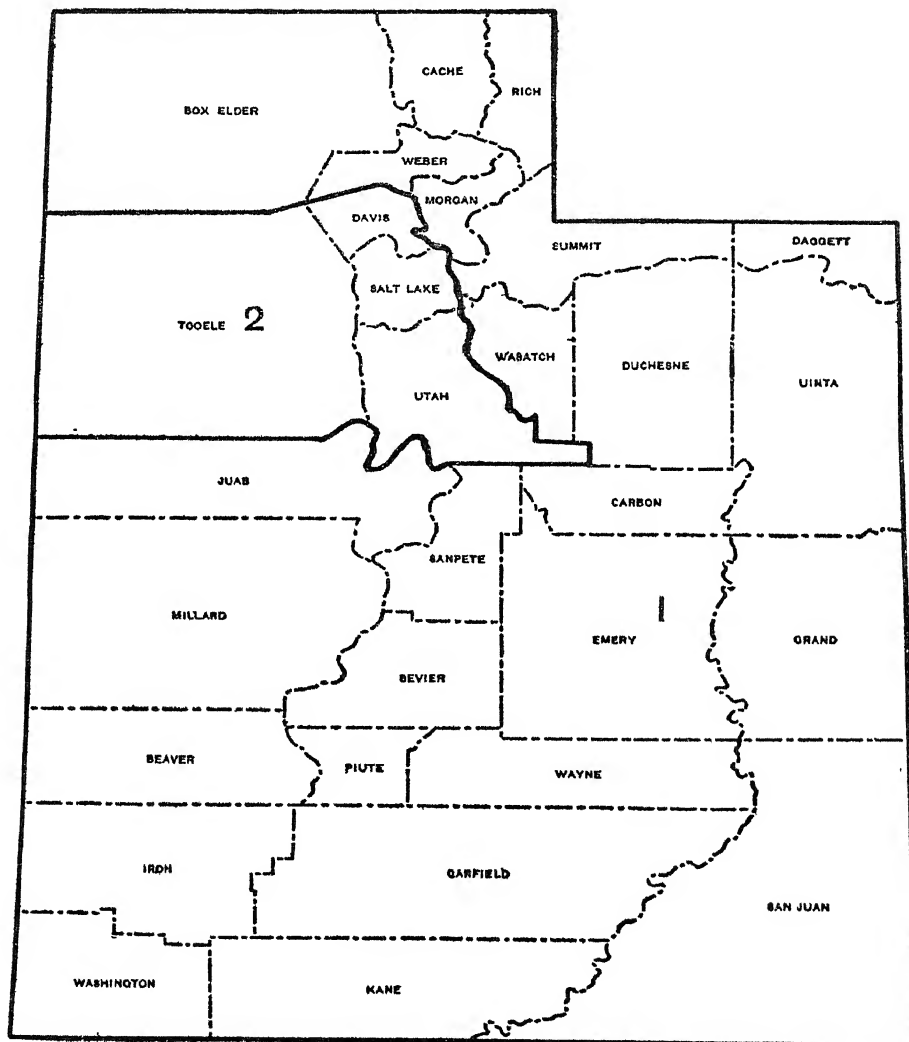 CACHE
RICH
BOX ELDER
WEBER
MORGAN
DAVIS
SUMMIT
DAGGETT
SALT LAKE
TOOELE 2
WASATCH
DUCHESNE
UINTA
UTAH
JUAB
CARBON
SANPETE
MILLARD
1
EMERY
GRAND
SEVIER
BEAVER
PIUTE
WAYNE
IRON
GARFIELD
SAN JUAN
WASHINGTON
KANE